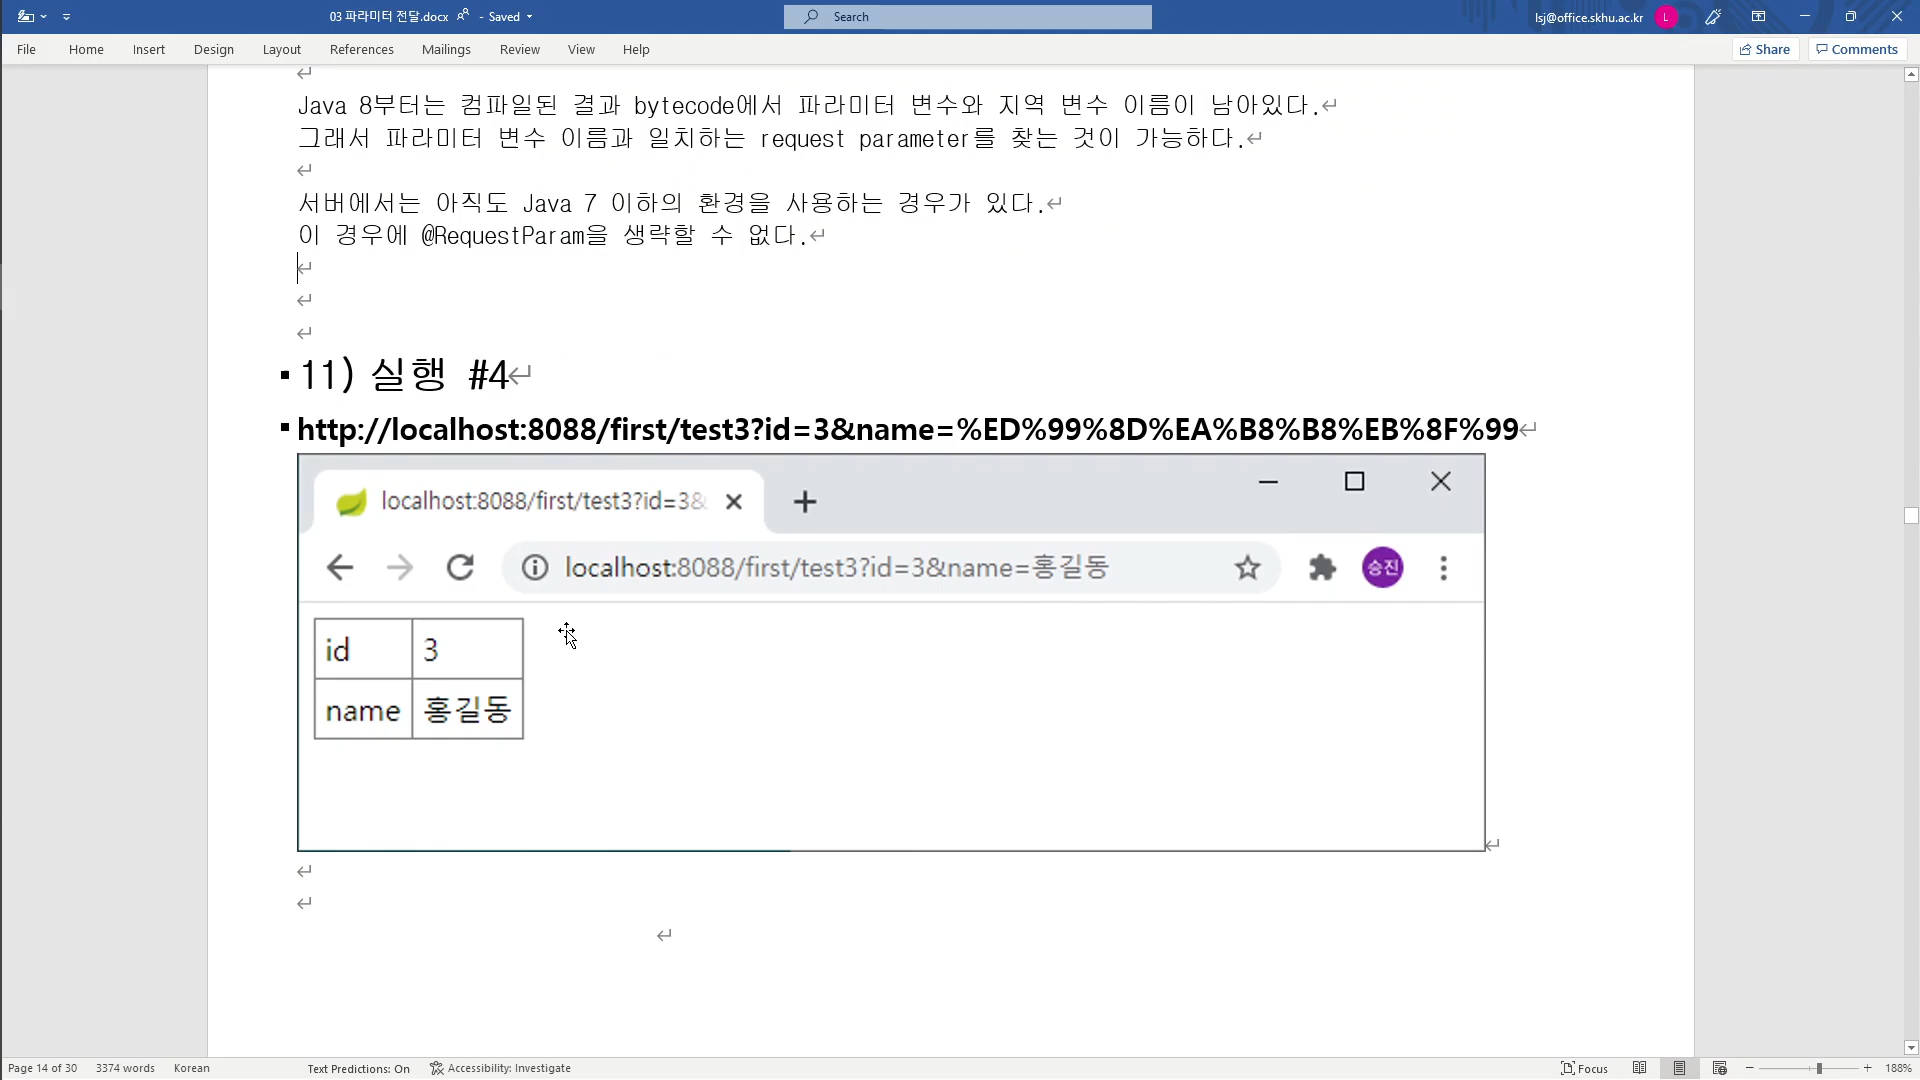 03 파라미터 전달.docx - Saved
Search
lsj@office.skhu.ac.kr L
File Home Insert Design Layout References Mailings Review View Help
Share Comments
Java 8부터는 컴파일된 결과 bytecode에서 파라미터 변수와 지역 변수 이름이 남아있다.
그래서 파라미터 변수 이름과 일치하는 request parameter를 찾는 것이 가능하다.
서버에서는 아직도 Java 7 이하의 환경을 사용하는 경우가 있다.
이 경우에 @RequestParam을 생략할 수 없다.
11) 실행 #4
http://localhost:8088/first/test3?id=3&name=%ED%99%8D%EA%B8%B8%EB%8F%99
localhost:8088/first/test3?id=3&
localhost:8088/first/test3?id=3&name=홍길동
승진
id 3
name 홍길동
Page 14 of 30 3374 words Korean Text Predictions: On Accessibility: Investigate Focus 188%